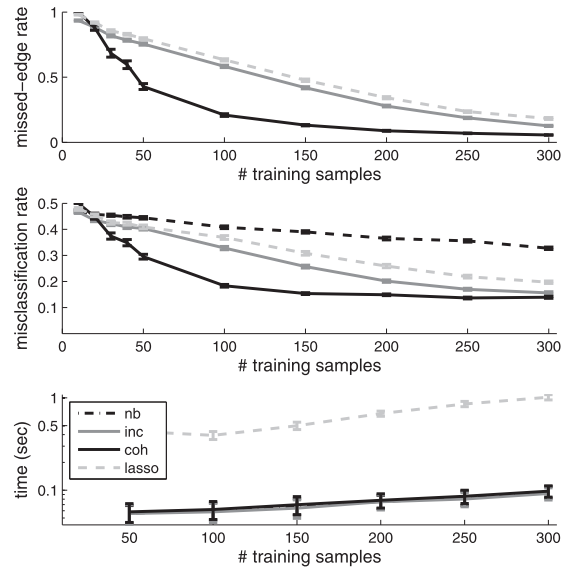 missed−edge rate
1
0.5
0
0 50 100 150 200 250 300
# training samples
misclassification rate
0.5
0.4
0.3
0.2
0.1
0 50 100 150 200 250 300
# training samples
time (sec)
1
0.5
0.1
nb
inc
coh
lasso
50 100 150 200 250 300
# training samples